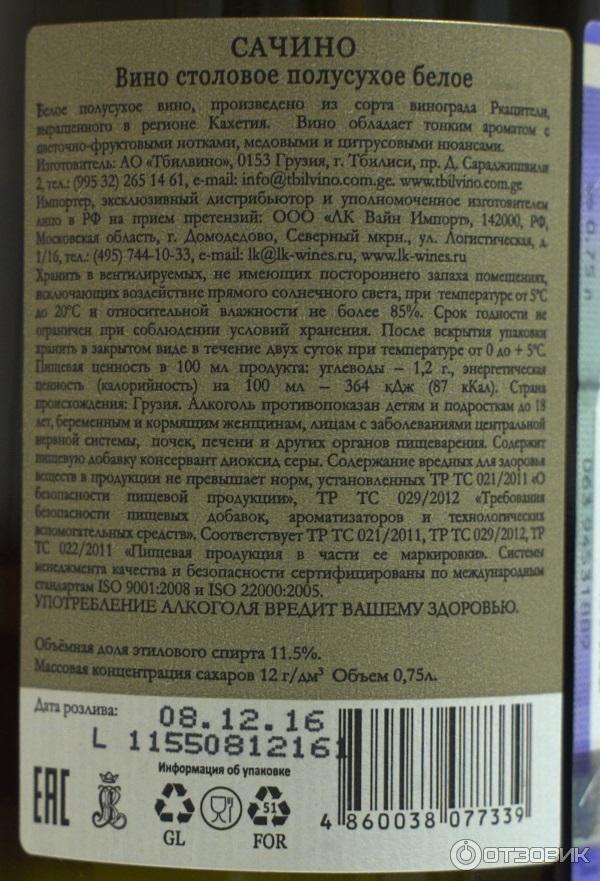 САЧИНО
Вино столовое полусухое белое
Белое полусухое вино, произведено из сорта винограда Ркацители,
выращенного в регионе Кахетия. Вино обладает тонким ароматом с
цветочно-фруктовыми нотками, медовыми и цитрусовыми нюансами.
Изготовитель: АО «Тбилвино», 0153 Грузия, г. Тбилиси, пр. Д. Сараджишвили
2, тел.: (995 32) 265 14 61, e-mail: info@tbilvino.com.ge. www.tbilvino.com.ge
Импортер, эксклюзивный дистрибьютор и уполномоченное изготовителем
лицо в РФ на прием претензий: ООО «ЛК Вайн Импорт», 142000, РФ,
Московская область, г. Домодедово, Северный мкрн., ул. Логистическая, д.
1/16, тел.: (495) 744-10-33, e-mail: lk@lk-wines.ru, www.lk-wines.ru
Хранить в вентилируемых, не имеющих постороннего запаха помещениях,
исключающих воздействие прямого солнечного света, при температуре от 5°С
до 20°С и относительной влажности не более 85%. Срок годности не
ограничен при соблюдении условий хранения. После вскрытия упаковки
хранить в закрытом виде в течение двух суток при температуре от 0 до + 5°С.
Пищевая ценность в 100 мл продукта: углеводы – 1,2 г., энергетическая
ценность (калорийность) на 100 мл – 364 кДж (87 кКал). Страна
происхождения: Грузия. Алкоголь противопоказан детям и подросткам до 18
лет, беременным и кормящим женщинам, лицам с заболеваниями центральной
нервной системы, почек, печени и других органов пищеварения. Содержит
пищевую добавку консервант диоксид серы. Содержание вредных для здоровья
веществ в продукции не превышает норм, установленных ТР ТС 021/2011 «О
безопасности пищевой продукции», ТР ТС 029/2012 «Требования
безопасности пищевых добавок, ароматизаторов и технологических
вспомогательных средств». Соответствует ТР ТС 021/2011, ТР ТС 029/2012, ТР
ТС 022/2011 «Пищевая продукция в части ее маркировки». Системы
менеджмента качества и безопасности сертифицированы по международным
стандартам ISO 9001:2008 и ISO 22000:2005.
УПОТРЕБЛЕНИЕ АЛКОГОЛЯ ВРЕДИТ ВАШЕМУ ЗДОРОВЬЮ.
Объёмная доля этилового спирта 11.5%.
Массовая концентрация сахаров 12 г/дм³ Объем 0,75л.
Дата розлива:
08.12.16
L 11550812161
Информация об упаковке
EAC
GL
51
FOR
4 860038 077339
0,75 л
ОТЗОВИК